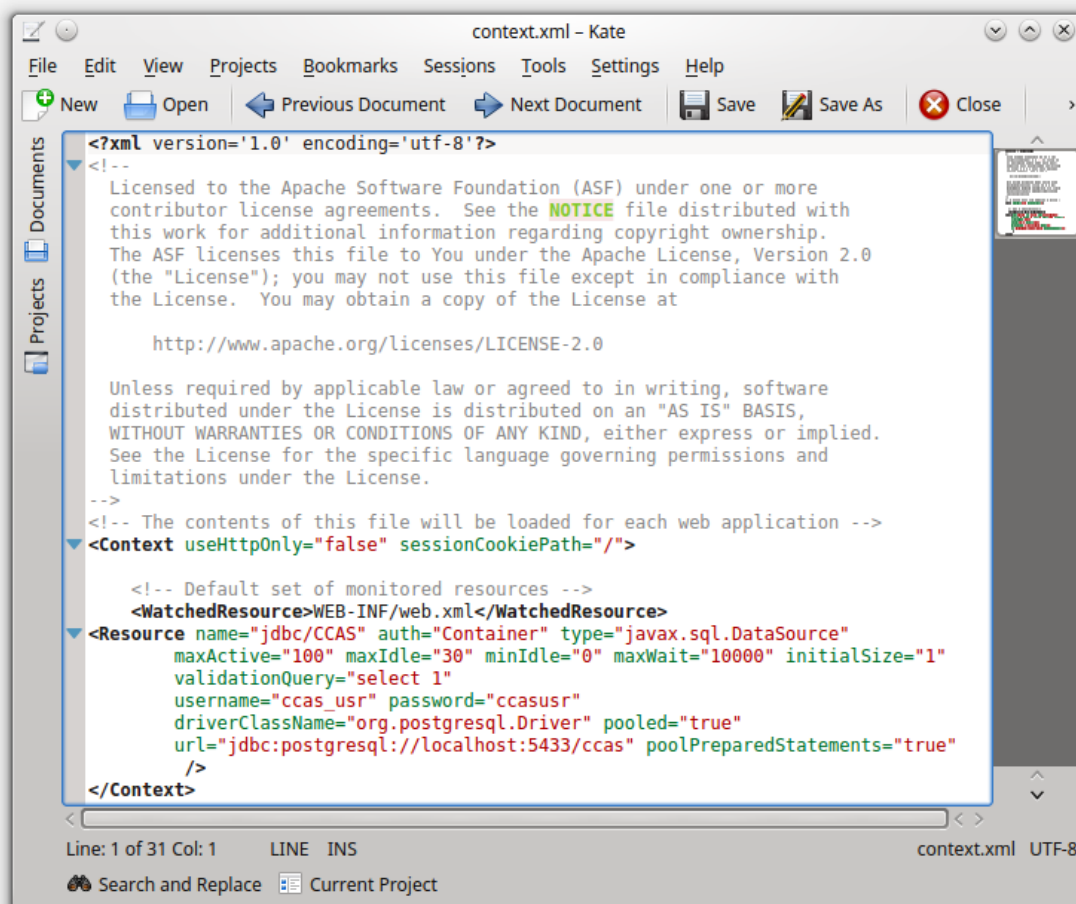 context.xml – Kate
File Edit View Projects Bookmarks Sessions Tools Settings Help
New Open Previous Document Next Document Save Save As Close
Documents
Projects
<?xml version='1.0' encoding='utf-8'?>
<!--
  Licensed to the Apache Software Foundation (ASF) under one or more
  contributor license agreements.  See the NOTICE file distributed with
  this work for additional information regarding copyright ownership.
  The ASF licenses this file to You under the Apache License, Version 2.0
  (the "License"); you may not use this file except in compliance with
  the License.  You may obtain a copy of the License at

      http://www.apache.org/licenses/LICENSE-2.0

  Unless required by applicable law or agreed to in writing, software
  distributed under the License is distributed on an "AS IS" BASIS,
  WITHOUT WARRANTIES OR CONDITIONS OF ANY KIND, either express or implied.
  See the License for the specific language governing permissions and
  limitations under the License.
-->
<!-- The contents of this file will be loaded for each web application -->
<Context useHttpOnly="false" sessionCookiePath="/">

    <!-- Default set of monitored resources -->
    <WatchedResource>WEB-INF/web.xml</WatchedResource>
<Resource name="jdbc/CCAS" auth="Container" type="javax.sql.DataSource"
        maxActive="100" maxIdle="30" minIdle="0" maxWait="10000" initialSize="1"
        validationQuery="select 1"
        username="ccas_usr" password="ccasusr"
        driverClassName="org.postgresql.Driver" pooled="true"
        url="jdbc:postgresql://localhost:5433/ccas" poolPreparedStatements="true"
         />
</Context>
Line: 1 of 31 Col: 1 LINE INS context.xml UTF-8
Search and Replace Current Project